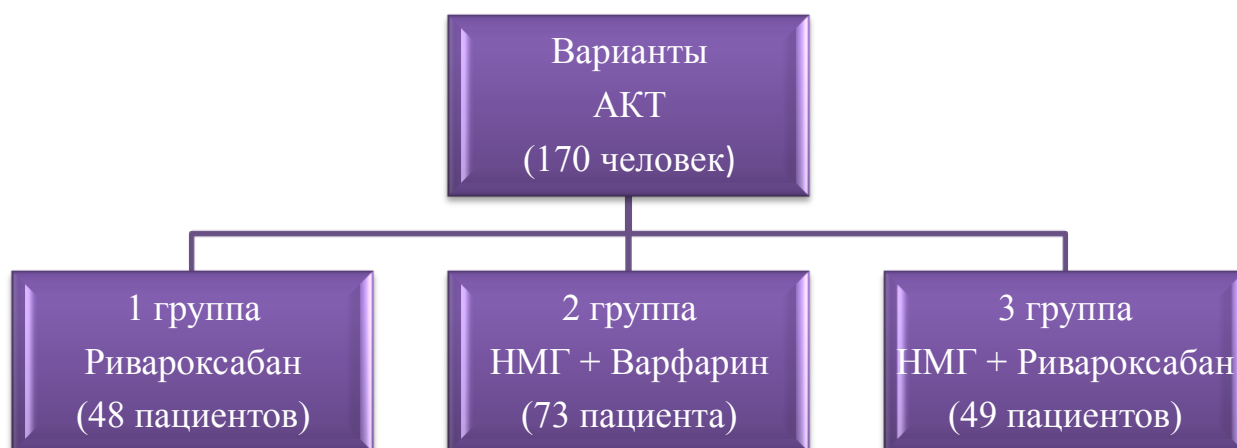 Варианты
АКТ
(170 человек)
1 группа
Ривароксабан
(48 пациентов)
2 группа
НМГ + Варфарин
(73 пациента)
3 группа
НМГ + Ривароксабан
(49 пациентов)